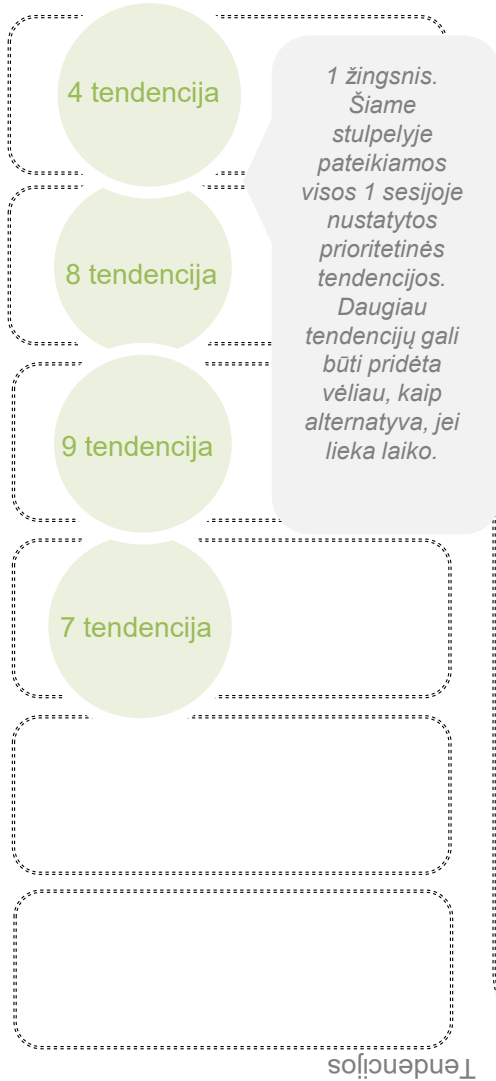 4 tendencija
8 tendencija
9 tendencija
7 tendencija
1 žingsnis.
Šiame
stulpelyje
pateikiamos
visos 1 sesijoje
nustatytos
prioritetinės
tendencijos.
Daugiau
tendencijų gali
būti pridėta
vėliau, kaip
alternatyva, jei
lieka laiko.
Tendencijos